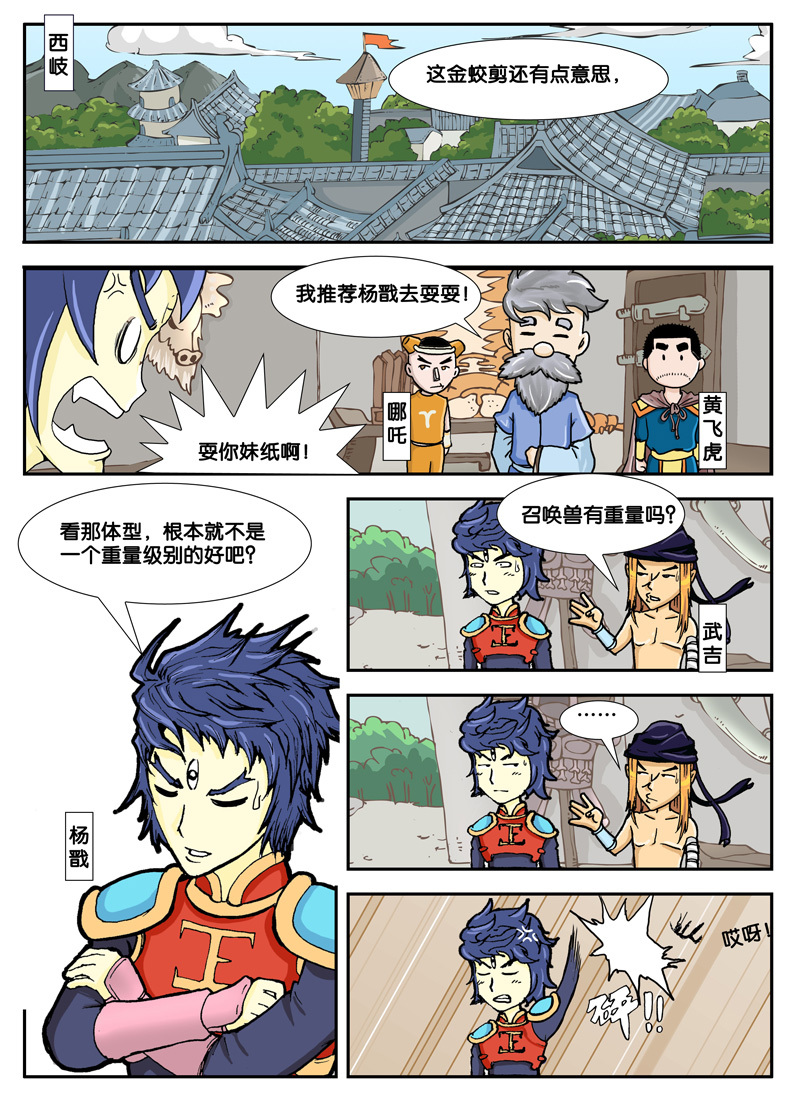 西岐
这金蛟剪还有点意思，
我推荐杨戬去耍耍！
耍你妹纸啊！
哪吒
黄飞虎
看那体型，根本就不是
一个重量级别的好吧？
杨戬
召唤兽有重量吗？
武吉
……
哎呀！
砰!!